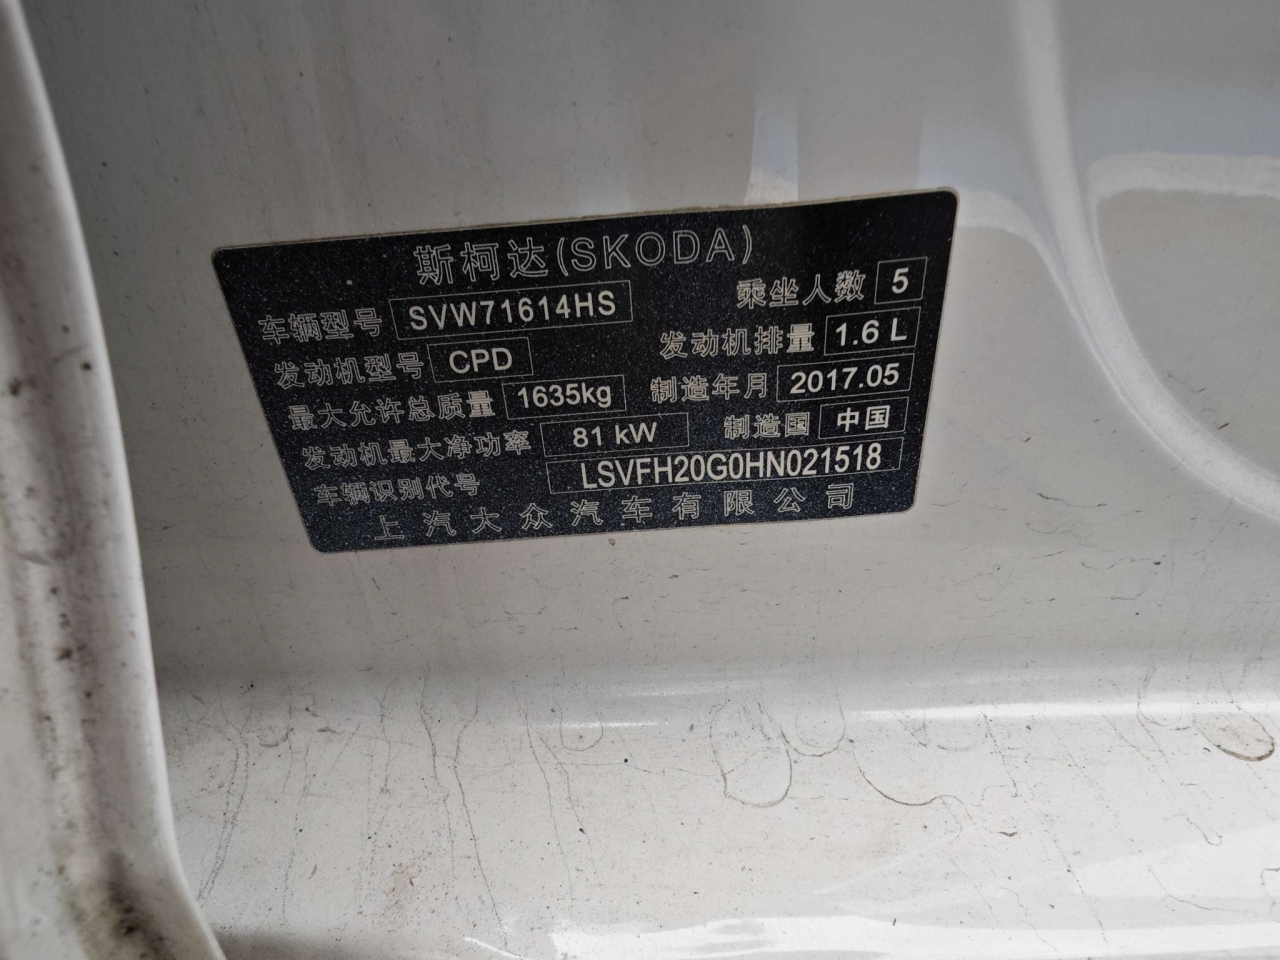 斯柯达(SKODA)
车辆型号 SVW71614HS 乘坐人数 5
发动机型号 CPD 发动机排量 1.6 L
最大允许总质量 1635kg 制造年月 2017.05
发动机最大净功率 81 kW 制造国 中国
车辆识别代号 LSVFH20G0HN021518
上汽大众汽车有限公司